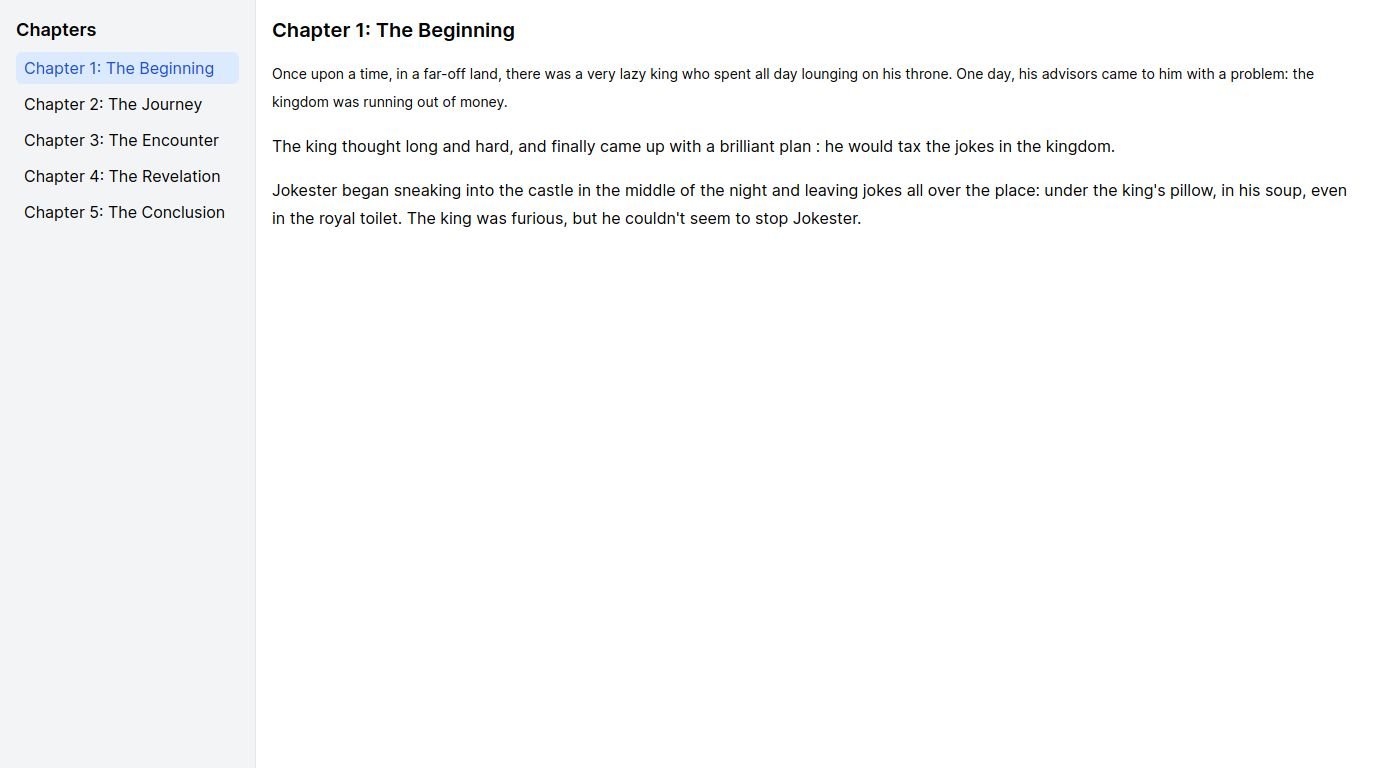 Chapters
Chapter 1: The Beginning
Chapter 2: The Journey
Chapter 3: The Encounter
Chapter 4: The Revelation
Chapter 5: The Conclusion
Chapter 1: The Beginning
Once upon a time, in a far-off land, there was a very lazy king who spent all day lounging on his throne. One day, his advisors came to him with a problem: the
kingdom was running out of money.
The king thought long and hard, and finally came up with a brilliant plan : he would tax the jokes in the kingdom.
Jokester began sneaking into the castle in the middle of the night and leaving jokes all over the place: under the king's pillow, in his soup, even
in the royal toilet. The king was furious, but he couldn't seem to stop Jokester.